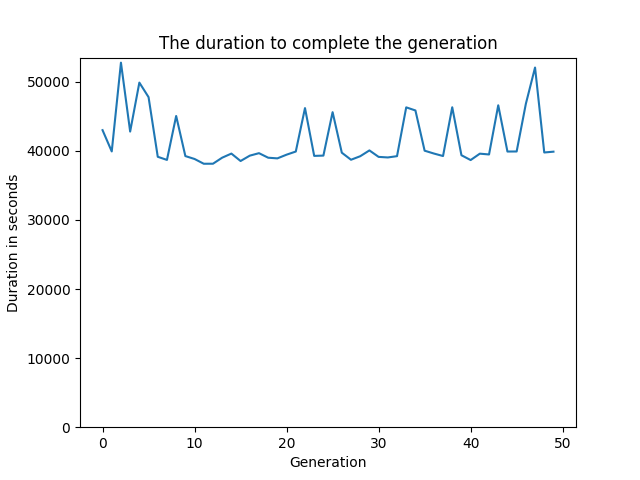 The duration to complete the generation
50000
40000
30000
20000
10000
0
Duration in seconds
0 10 20 30 40 50
Generation